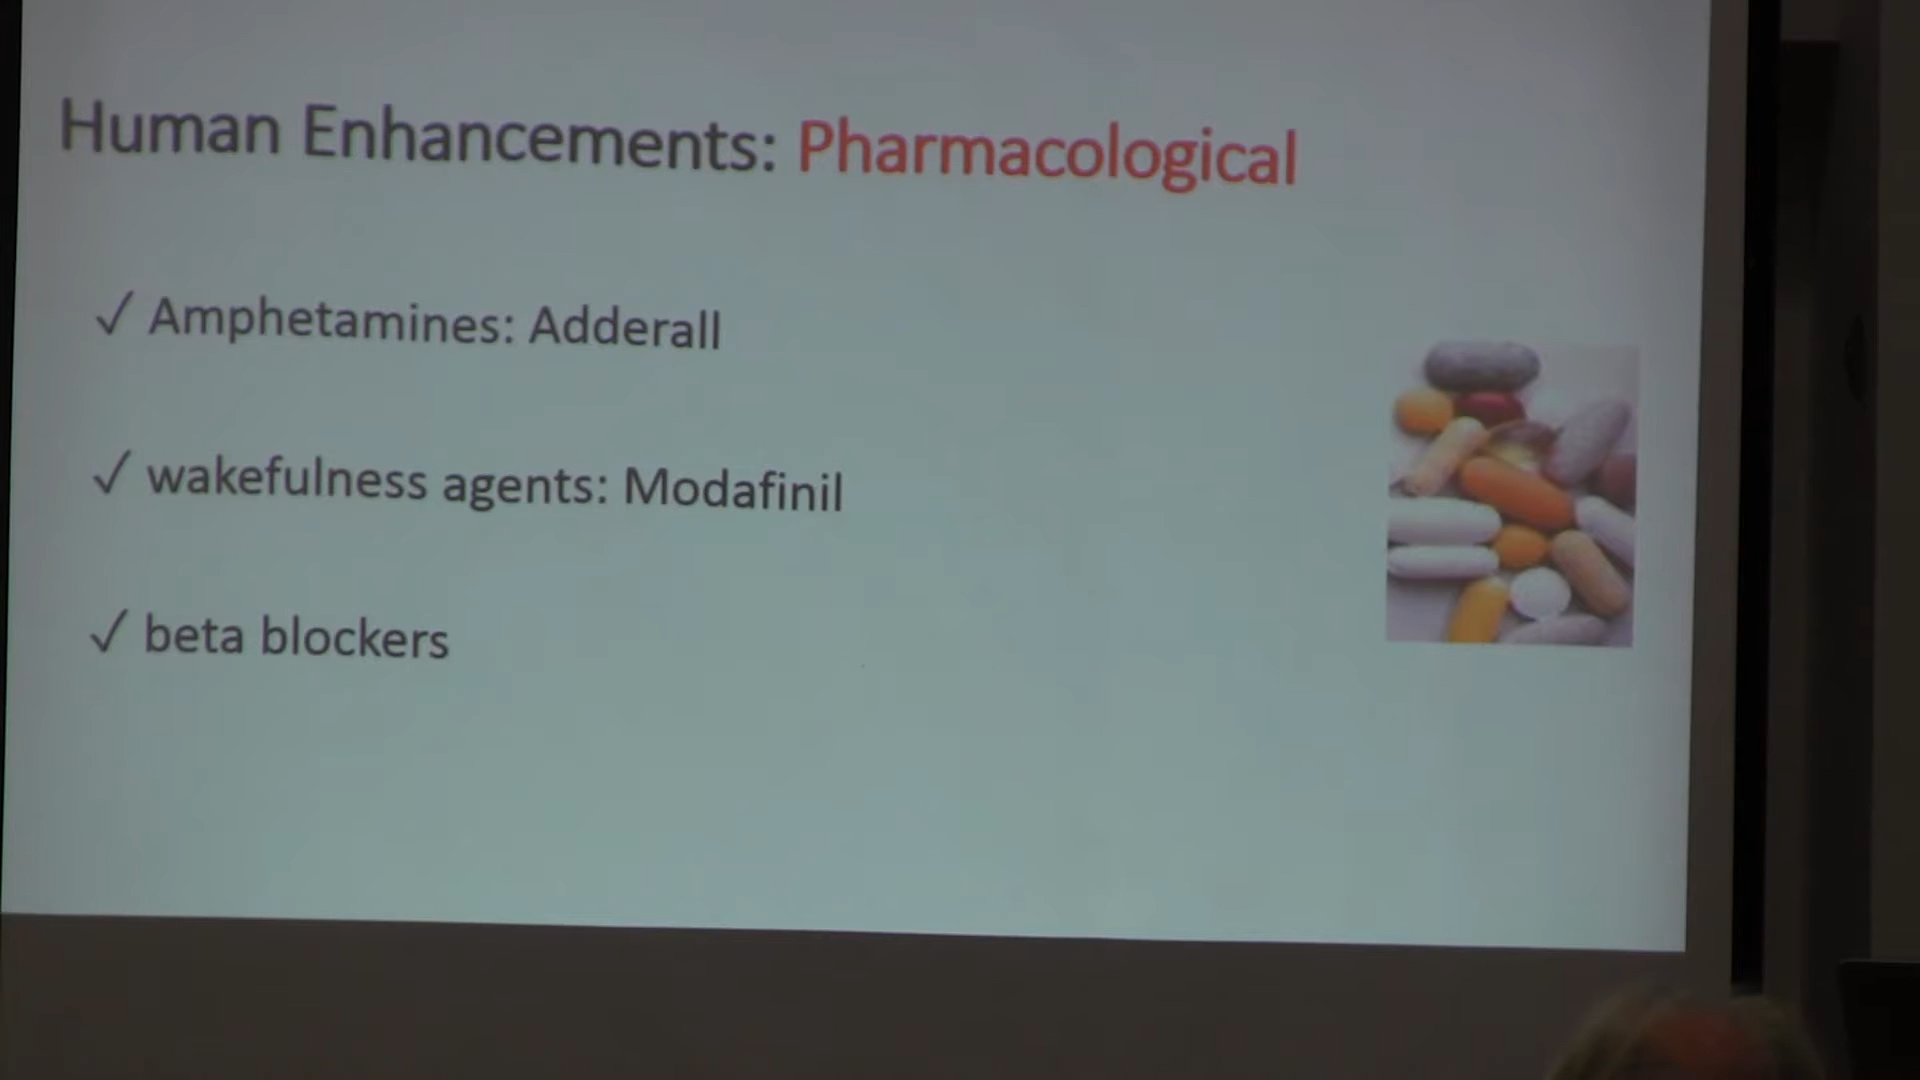 Human Enhancements: Pharmacological
✓ Amphetamines: Adderall
✓ wakefulness agents: Modafinil
✓ beta blockers